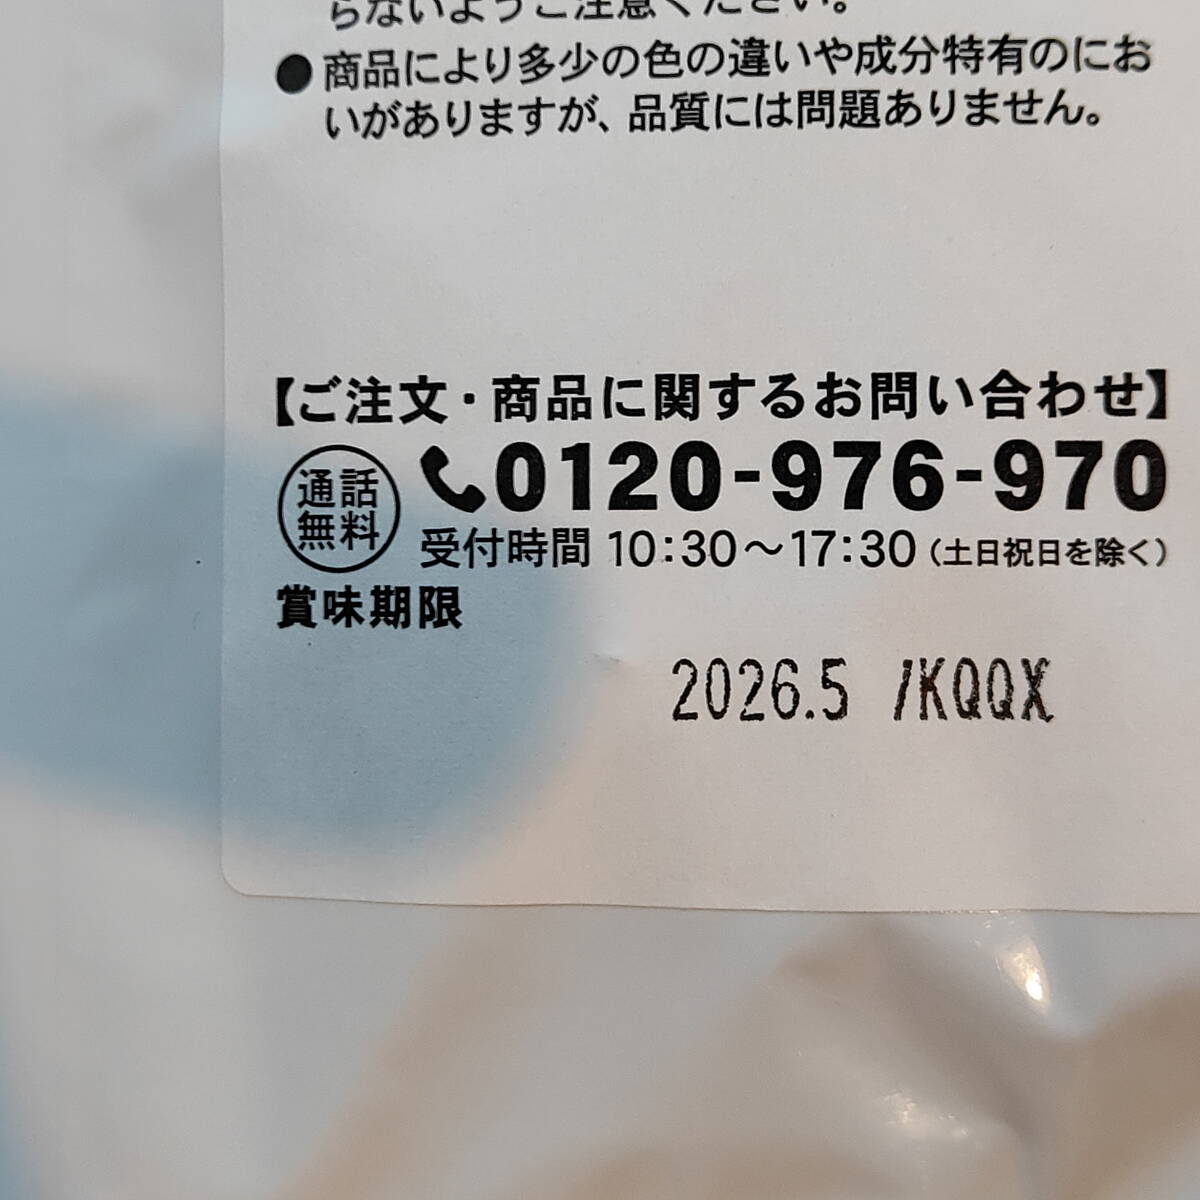 らないようご注意ください。
●商品により多少の色の違いや成分特有のにお
いがありますが、品質には問題ありません。
【ご注文・商品に関するお問い合わせ】
通話
無料
0120-976-970
受付時間 10:30〜17:30（土日祝日を除く）
賞味期限
2026.5 /KQQX